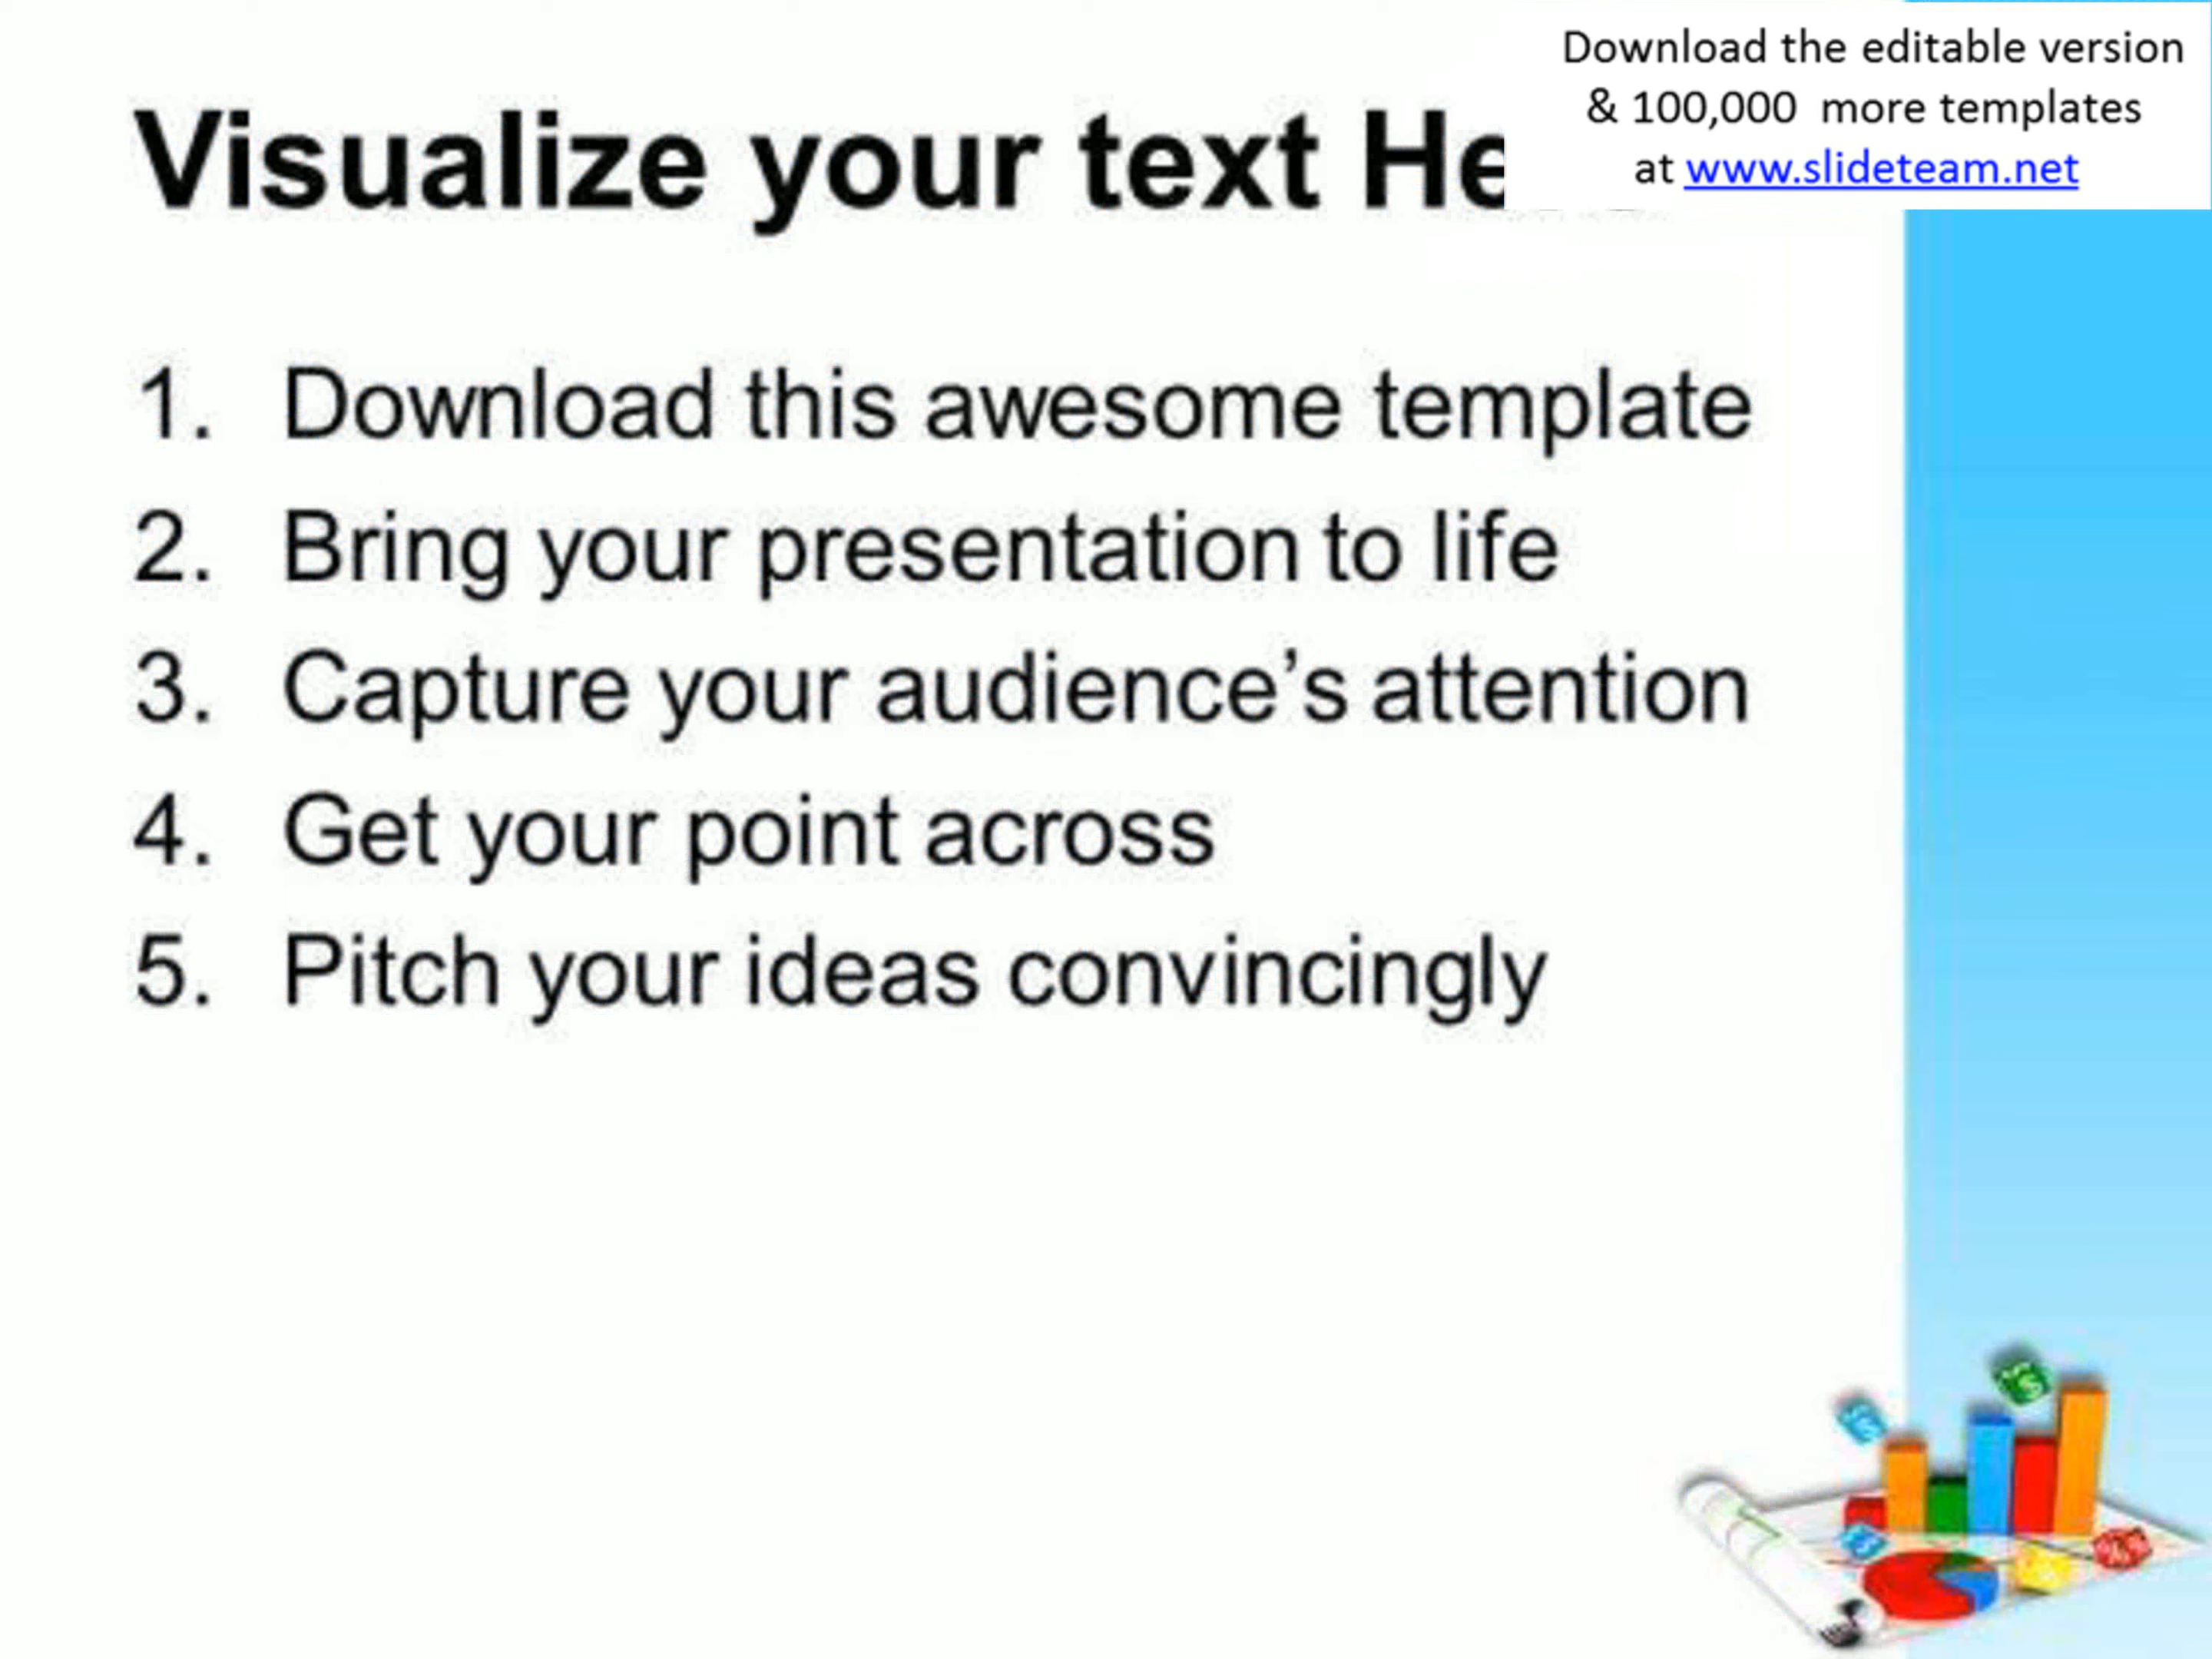 Download the editable version
& 100,000 more templates
at www.slideteam.net
Visualize your text
1. Download this awesome template
2. Bring your presentation to life
3. Capture your audience’s attention
4. Get your point across
5. Pitch your ideas convincingly